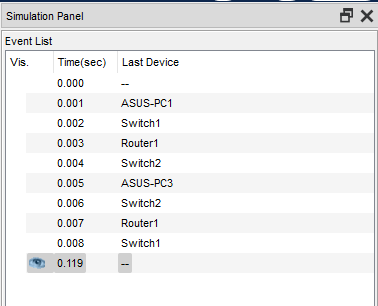 Simulation Panel
Event List
Vis. Time(sec) Last Device
0.000 --
0.001 ASUS-PC1
0.002 Switch1
0.003 Router1
0.004 Switch2
0.005 ASUS-PC3
0.006 Switch2
0.007 Router1
0.008 Switch1
0.119 --